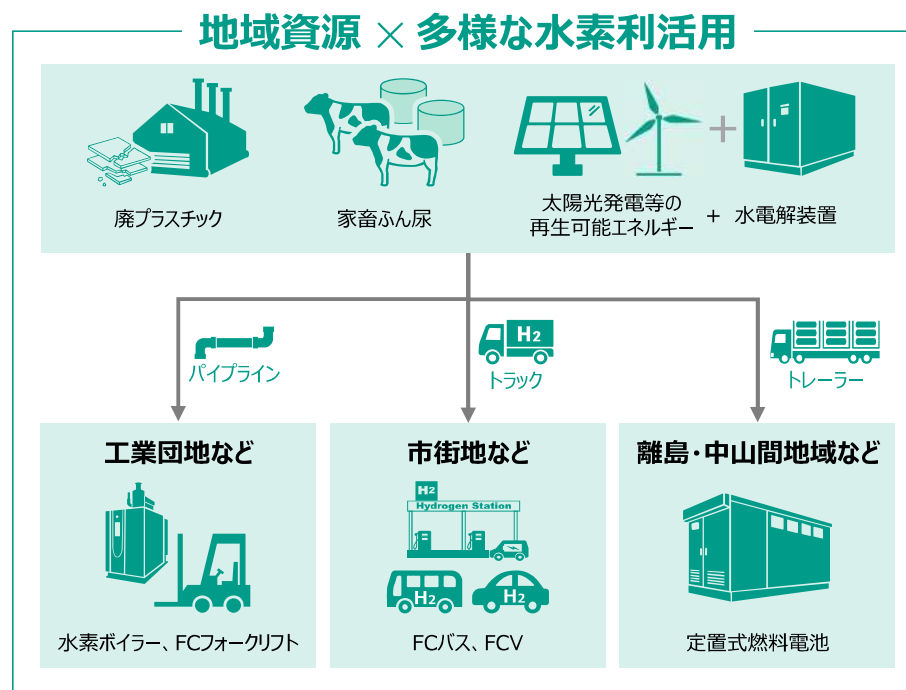 地域資源 × 多様な水素利活用
廃プラスチック
家畜ふん尿
太陽光発電等の
再生可能エネルギー
+
水電解装置
パイプライン
H2
トラック
トレーラー
工業団地など
水素ボイラー、FCフォークリフト
市街地など
H2
Hydrogen Station
H2
H2
FCバス、FCV
離島・中山間地域など
定置式燃料電池